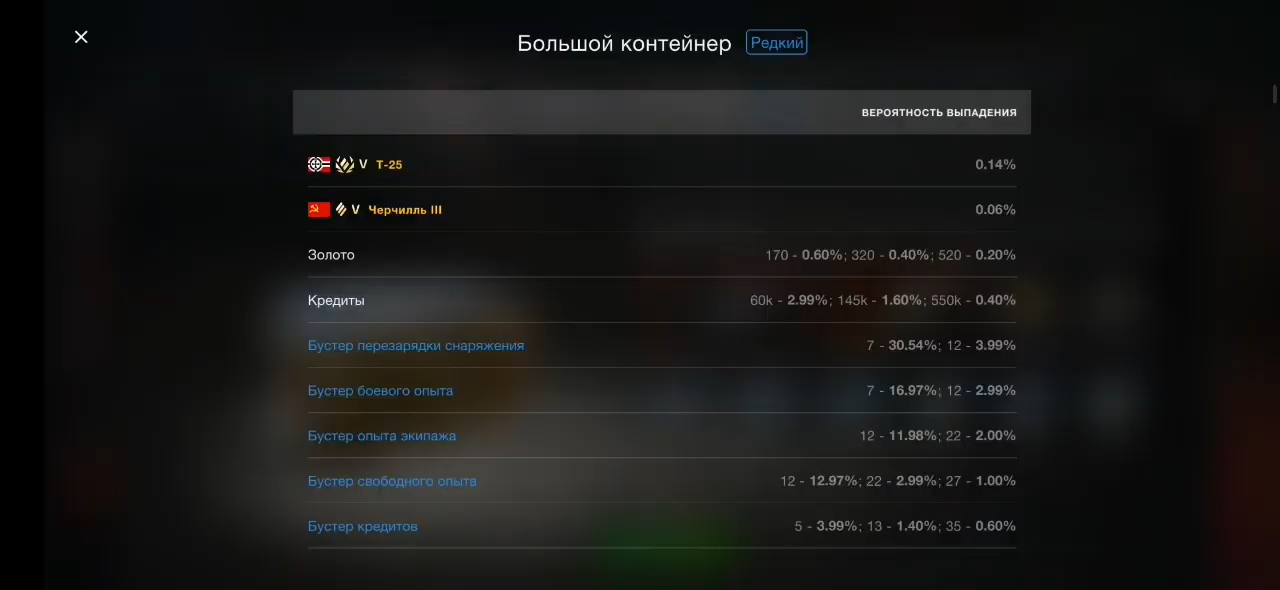 Большой контейнер Редкий
ВЕРОЯТНОСТЬ ВЫПАДЕНИЯ
V T-25 0.14%
V Черчилль III 0.06%
Золото 170 - 0.60%; 320 - 0.40%; 520 - 0.20%
Кредиты 60k - 2.99%; 145k - 1.60%; 550k - 0.40%
Бустер перезарядки снаряжения 7 - 30.54%; 12 - 3.99%
Бустер боевого опыта 7 - 16.97%; 12 - 2.99%
Бустер опыта экипажа 12 - 11.98%; 22 - 2.00%
Бустер свободного опыта 12 - 12.97%; 22 - 2.99%; 27 - 1.00%
Бустер кредитов 5 - 3.99%; 13 - 1.40%; 35 - 0.60%